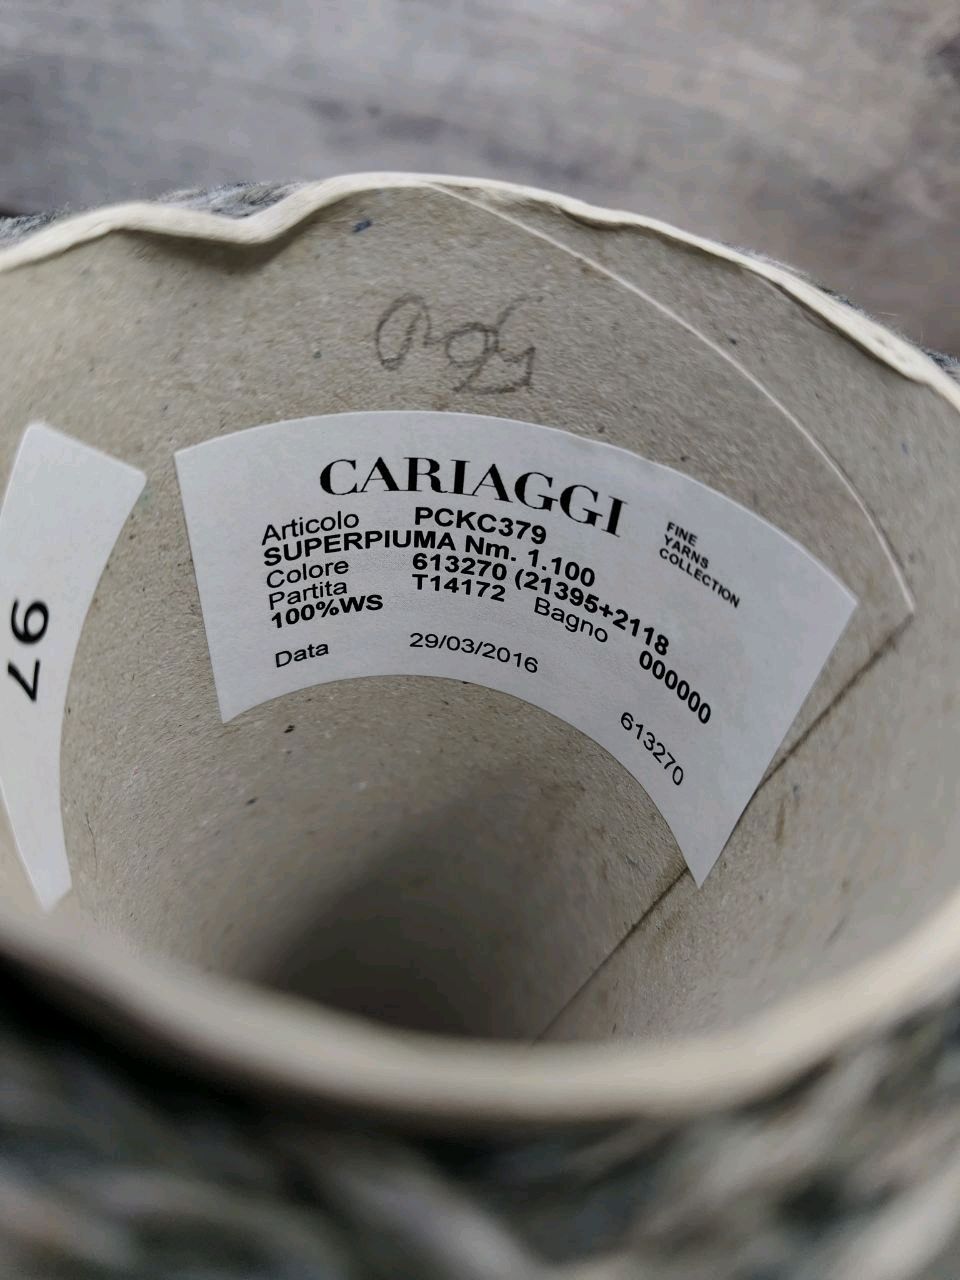 CARIAGGI
FINE
YARNS
COLLECTION
Articolo PCKC379
SUPERPIUMA Nm. 1.100
Colore 613270 (21395+2118
Partita T14172 Bagno 000000
100%WS
Data 29/03/2016
613270
97